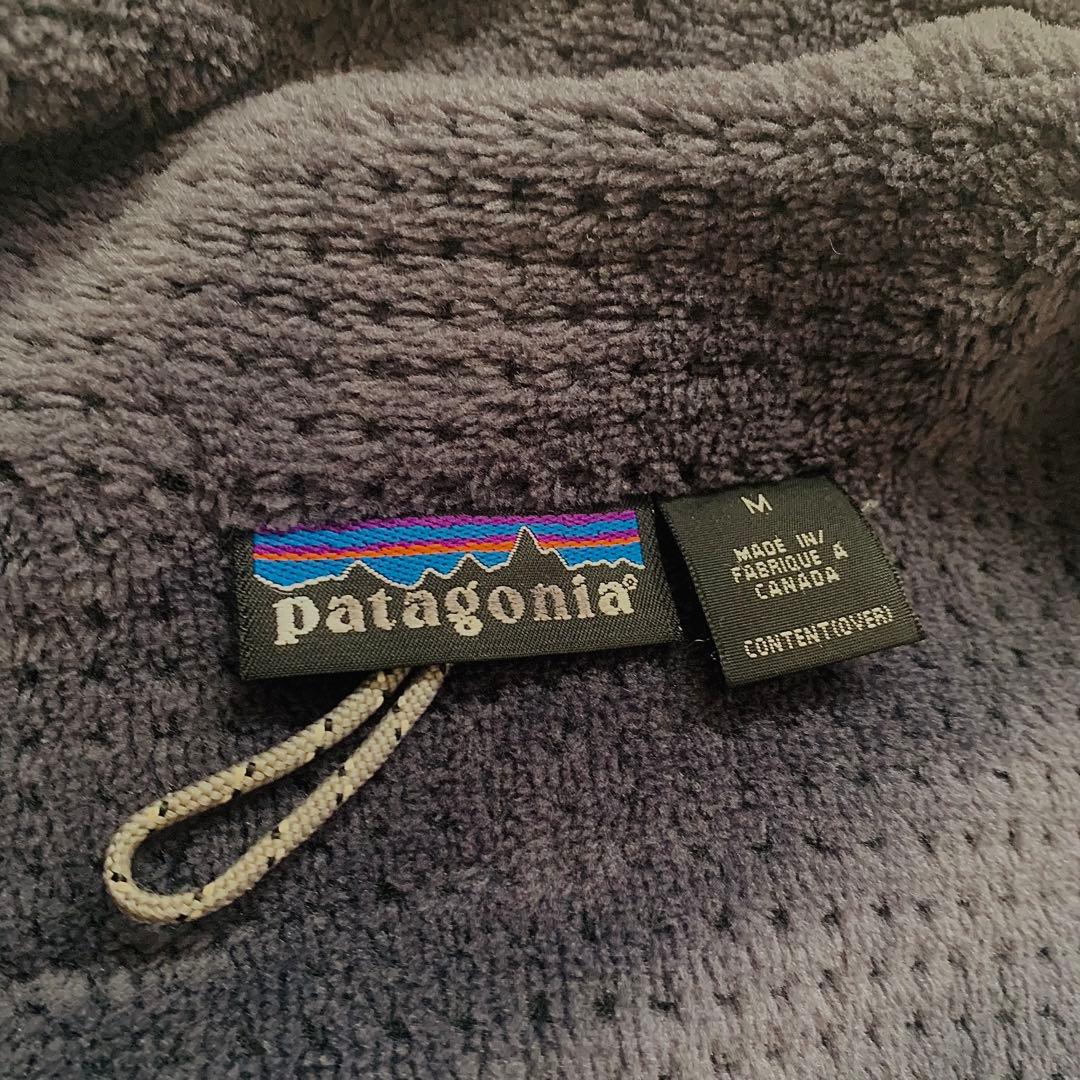 patagonia®
M
MADE IN/
FABRIQUE A
CANADA
CONTENT(OVER)